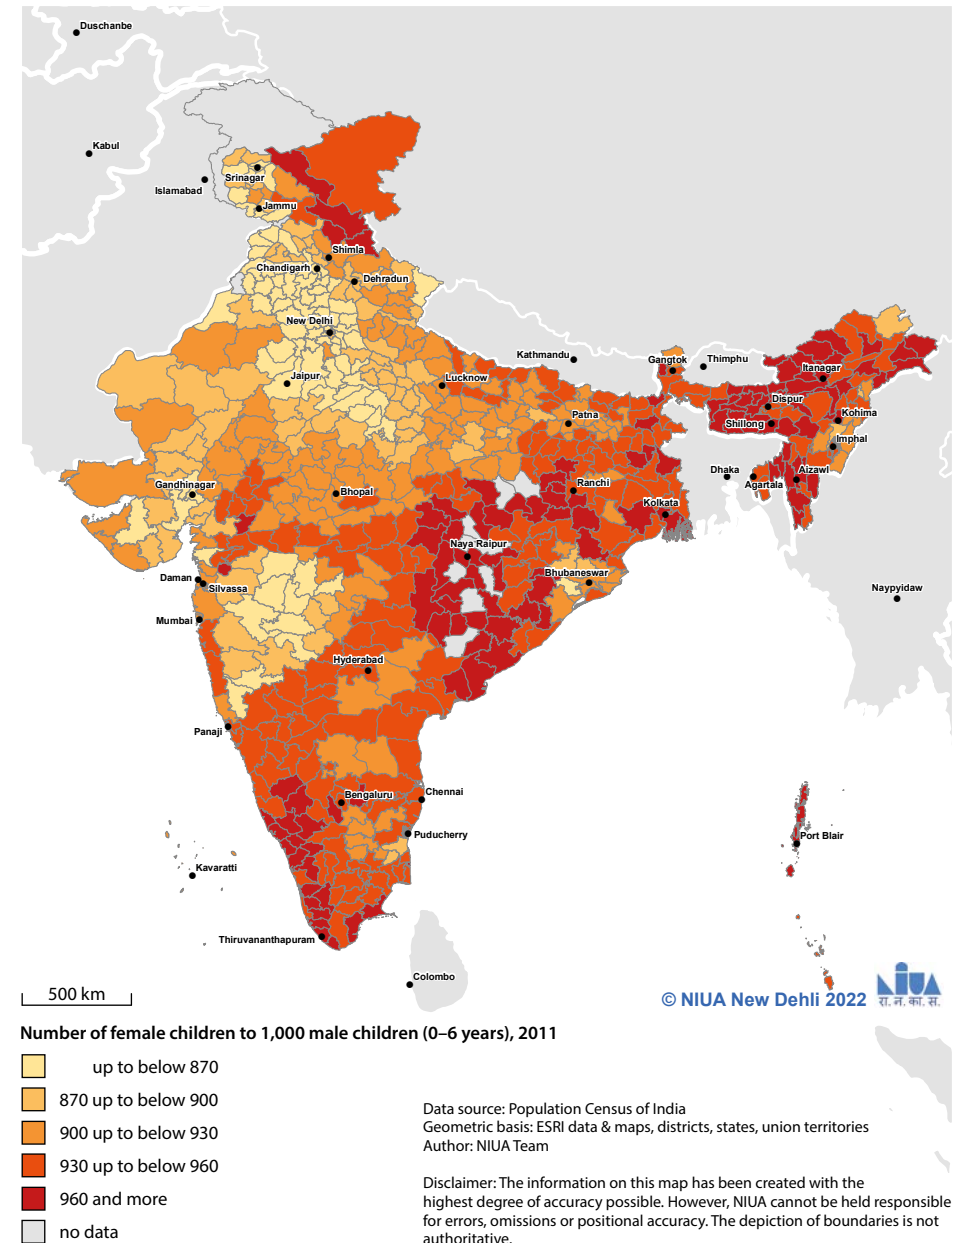 Duschanbe
Kabul
Srinagar
Islamabad
Jammu
Shimla
Chandigarh
Dehradun
New Delhi
Kathmandu
Gangtok
Thimphu
Itanagar
Jaipur
Lucknow
Dispur
Patna
Kohima
Shillong
Imphal
Dhaka
Aizawl
Gandhinagar
Bhopal
Ranchi
Agartala
Kolkata
Naya Raipur
Daman
Silvassa
Bhubaneswar
Naypyidaw
Mumbai
Hyderabad
Panaji
Bengaluru
Chennai
Puducherry
Port Blair
Kavaratti
Thiruvananthapuram
Colombo
500 km
© NIUA New Dehli 2022
NIUA
रा. न. का. स.
Number of female children to 1,000 male children (0–6 years), 2011
up to below 870
870 up to below 900
900 up to below 930
930 up to below 960
960 and more
no data
Data source: Population Census of India
Geometric basis: ESRI data & maps, districts, states, union territories
Author: NIUA Team
Disclaimer: The information on this map has been created with the
highest degree of accuracy possible. However, NIUA cannot be held responsible
for errors, omissions or positional accuracy. The depiction of boundaries is not
authoritative.